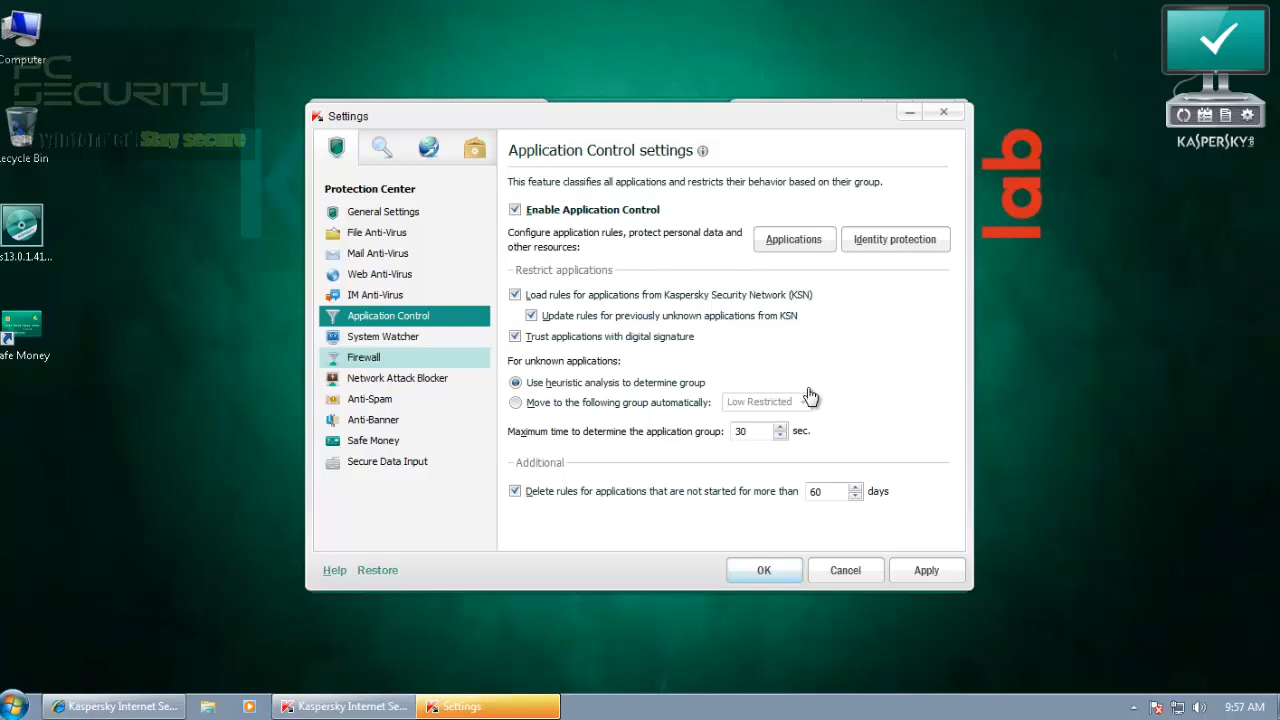 Computer
PC
SECURITY
Stay secure
Recycle Bin
s13.0.1.41...
Safe Money
lab
KASPERSKY
Settings
Protection Center
General Settings
File Anti-Virus
Mail Anti-Virus
Web Anti-Virus
IM Anti-Virus
Application Control
System Watcher
Firewall
Network Attack Blocker
Anti-Spam
Anti-Banner
Safe Money
Secure Data Input
Application Control settings
This feature classifies all applications and restricts their behavior based on their group.
Enable Application Control
Configure application rules, protect personal data and
other resources:
Applications
Identity protection
Restrict applications
Load rules for applications from Kaspersky Security Network (KSN)
Update rules for previously unknown applications from KSN
Trust applications with digital signature
For unknown applications:
Use heuristic analysis to determine group
Move to the following group automatically: Low Restricted
Maximum time to determine the application group: 30 sec.
Additional
Delete rules for applications that are not started for more than 60 days
Help Restore
OK Cancel Apply
Kaspersky Internet Se...
Kaspersky Internet Se...
Settings
9:57 AM